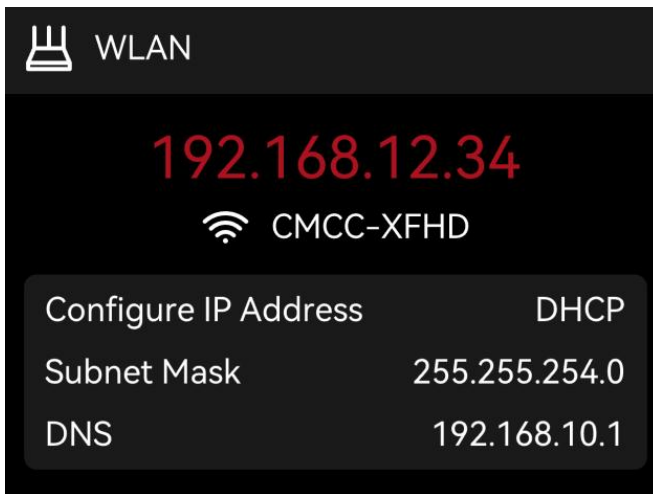 WLAN
192.168.12.34
CMCC-XFHD
Configure IP Address DHCP
Subnet Mask 255.255.254.0
DNS 192.168.10.1